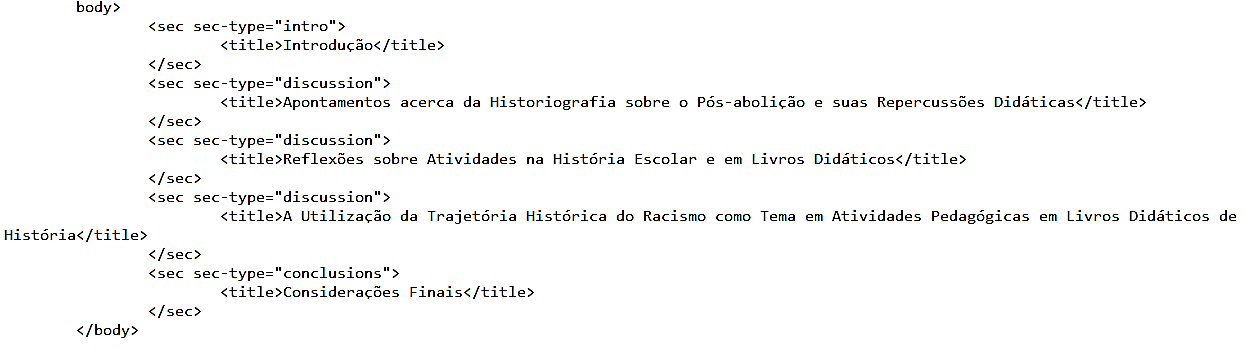 body>
<sec sec-type="intro">
<title>Introdução</title>
</sec>
<sec sec-type="discussion">
<title>Apontamentos acerca da Historiografia sobre o Pós-abolição e suas Repercussões Didáticas</title>
</sec>
<sec sec-type="discussion">
<title>Reflexões sobre Atividades na História Escolar e em Livros Didáticos</title>
</sec>
<sec sec-type="discussion">
<title>A Utilização da Trajetória Histórica do Racismo como Tema em Atividades Pedagógicas em Livros Didáticos de
História</title>
</sec>
<sec sec-type="conclusions">
<title>Considerações Finais</title>
</sec>
</body>